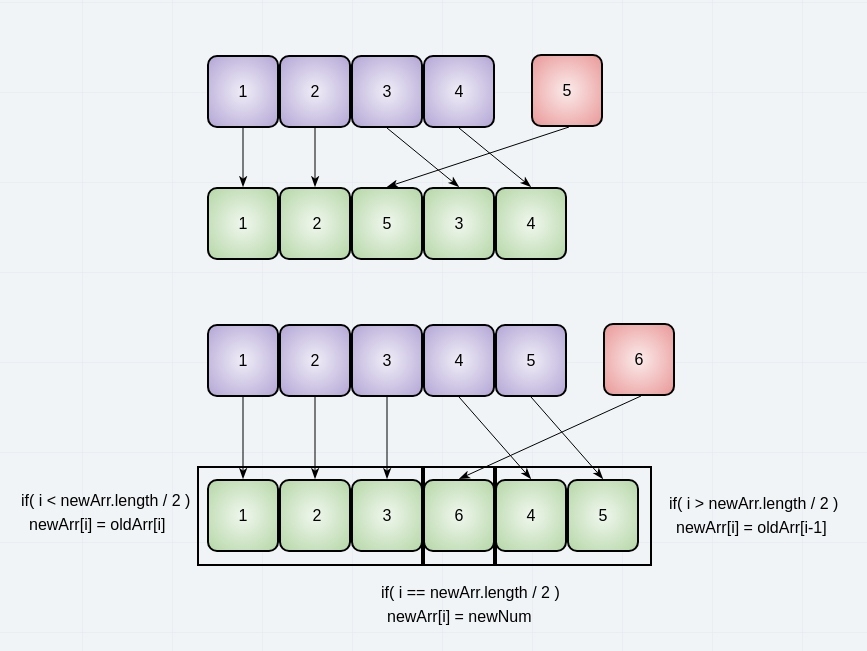 1 2 3 4 5
1 2 5 3 4
1 2 3 4 5 6
1 2 3 6 4 5
if( i < newArr.length / 2 )
newArr[i] = oldArr[i]
if( i > newArr.length / 2 )
newArr[i] = oldArr[i-1]
if( i == newArr.length / 2 )
newArr[i] = newNum